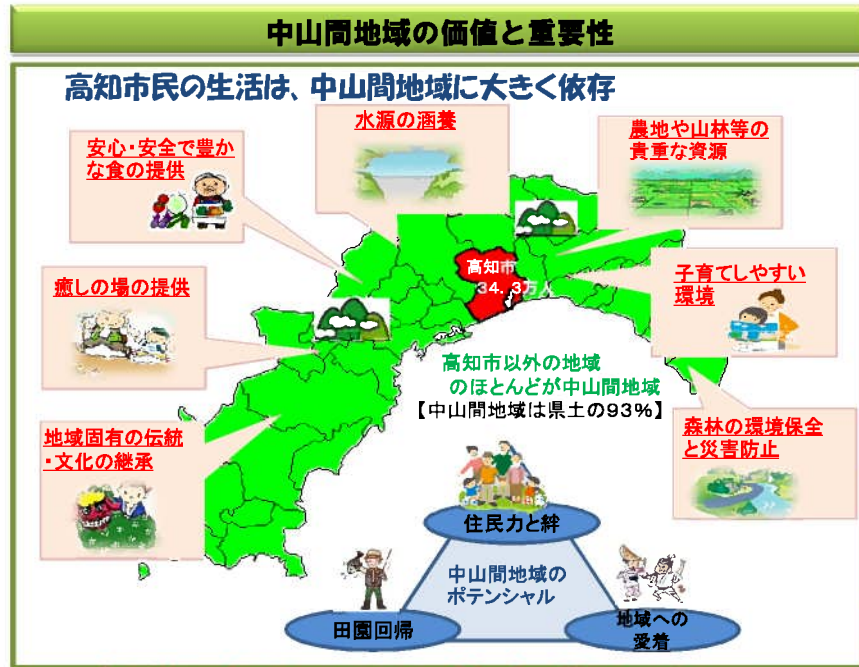 中山間地域の価値と重要性
高知市民の生活は、中山間地域に大きく依存
安心・安全で豊か
な食の提供
水源の涵養
農地や山林等の
貴重な資源
癒しの場の提供
高知市
34.3万人
子育てしやすい
環境
高知市以外の地域
のほとんどが中山間地域
【中山間地域は県土の93%】
地域固有の伝統
・文化の継承
森林の環境保全
と災害防止
住民力と絆
中山間地域の
ポテンシャル
田園回帰
地域への
愛着